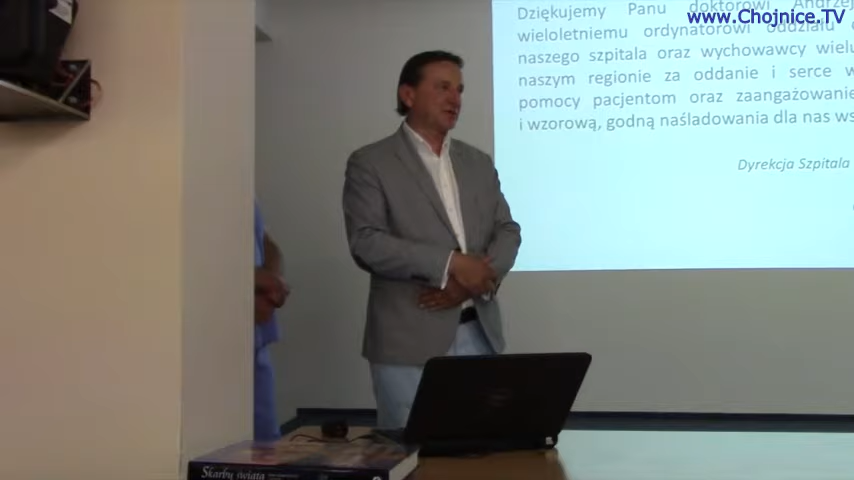 www.Chojnice.TV
Dziękujemy Panu doktorowi Andrzej
wieloletniemu ordynatorowi oddziału
naszego szpitala oraz wychowawcy wielu
naszym regionie za oddanie i serce w
pomocy pacjentom oraz zaangażowanie
i wzorową, godną naśladowania dla nas ws
Dyrekcja Szpitala
Skarby świata